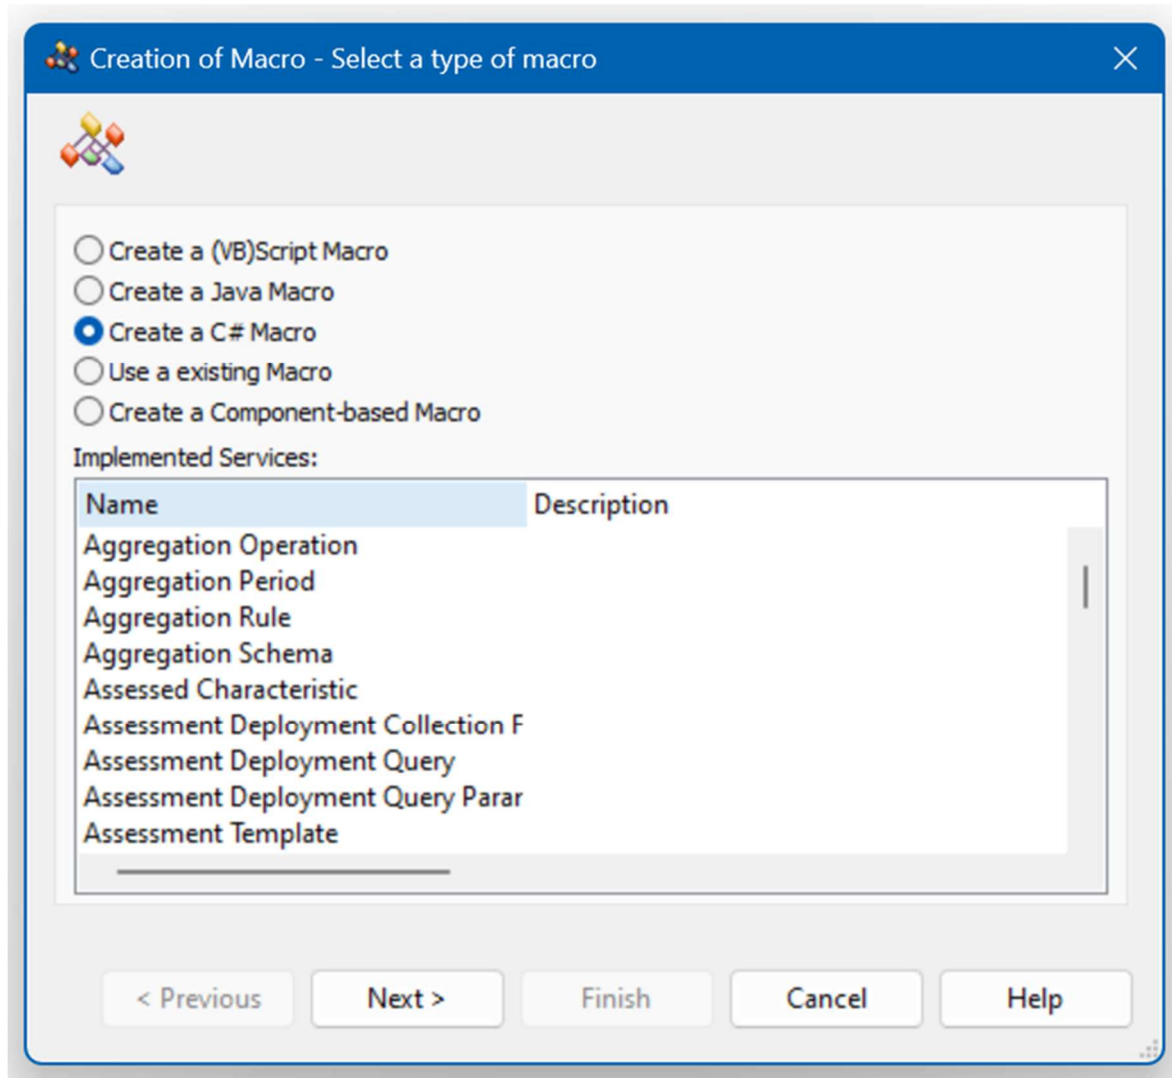 Creation of Macro - Select a type of macro
Create a (VB)Script Macro
Create a Java Macro
Create a C# Macro
Use a existing Macro
Create a Component-based Macro
Implemented Services:
Name Description
Aggregation Operation
Aggregation Period
Aggregation Rule
Aggregation Schema
Assessed Characteristic
Assessment Deployment Collection F
Assessment Deployment Query
Assessment Deployment Query Parar
Assessment Template
< Previous Next > Finish Cancel Help